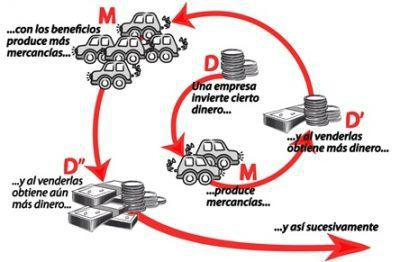 D
Una empresa
invierte cierto
dinero...
M
...produce
mercancías...
D'
...y al venderlas
obtiene más dinero...
M
...con los beneficios
produce más
mercancías...
D"
...y al venderlas
obtiene aún
más dinero...
...y así sucesivamente